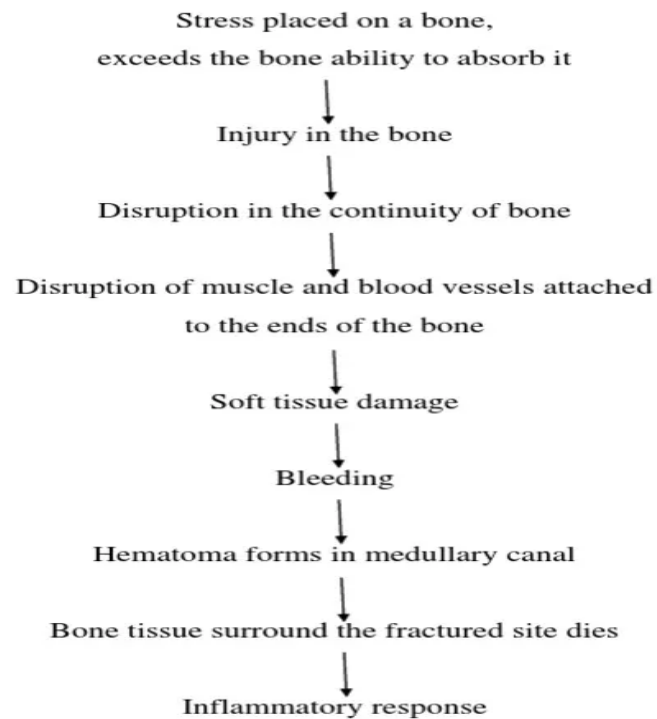 Stress placed on a bone,
exceeds the bone ability to absorb it
Injury in the bone
Disruption in the continuity of bone
Disruption of muscle and blood vessels attached
to the ends of the bone
Soft tissue damage
Bleeding
Hematoma forms in medullary canal
Bone tissue surround the fractured site dies
Inflammatory response